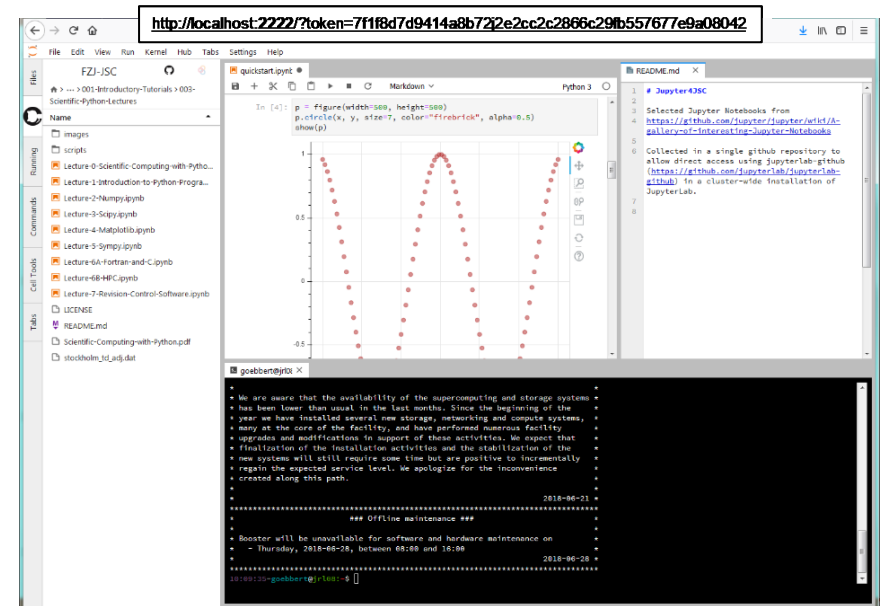 http://localhost:2222/?token=7f1f8d7d9414a8b72j2e2cc2c2866c29fb557677e9a08042
File Edit View Run Kernel Hub Tabs Settings Help
Files
Running
Commands
Cell Tools
Tabs
FZJ-JSC
> ... > 001-Introductory-Tutorials > 003-
Scientific-Python-Lectures
Name
images
scripts
Lecture-0-Scientific-Computing-with-Pytho...
Lecture-1-Introduction-to-Python-Progra...
Lecture-2-Numpy.ipynb
Lecture-3-Scipy.ipynb
Lecture-4-Matplotlib.ipynb
Lecture-5-Sympy.ipynb
Lecture-6A-Fortran-and-C.ipynb
Lecture-6B-HPC.ipynb
Lecture-7-Revision-Control-Software.ipynb
LICENSE
README.md
Scientific-Computing-with-Python.pdf
stockholm_td_adj.dat
quickstart.ipynb
Markdown
Python 3
In [4]: p = figure(width=500, height=500)
p.circle(x, y, size=7, color="firebrick", alpha=0.5)
show(p)
1
0.5
0
-0.5
README.md
1 # Jupyter4JSC
2
3 Selected Jupyter Notebooks from
4 https://github.com/jupyter/jupyter/wiki/A-
gallery-of-interesting-Jupyter-Notebooks
5
6 Collected in a single github repository to
allow direct access using jupyterlab-github
(https://github.com/jupyterlab/jupyterlab-
github) in a cluster-wide installation of
JupyterLab.
7
8
goebbert@jrl08
* *
* We are aware that the availability of the supercomputing and storage systems *
* has been lower than usual in the last months. Since the beginning of the *
* year we have installed several new storage, networking and compute systems, *
* many at the core of the facility, and have performed numerous facility *
* upgrades and modifications in support of these activities. We expect that *
* finalization of the installation activities and the stabilization of the *
* new systems will still require some time but are positive to incrementally *
* regain the expected service level. We apologize for the inconvenience *
* created along this path. *
* *
* 2018-06-21 *
*******************************************************************************
* ### Offline maintenance ### *
* *
* Booster will be unavailable for software and hardware maintenance on *
* - Thursday, 2018-06-28, between 08:00 and 16:00 *
* 2018-06-28 *
*******************************************************************************
18:09:35-goebbert@jrl08:~$